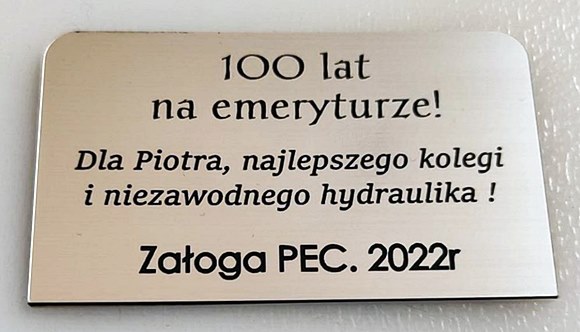 100 lat
na emeryturze!
Dla Piotra, najlepszego kolegi
i niezawodnego hydraulika !
Załoga PEC. 2022r